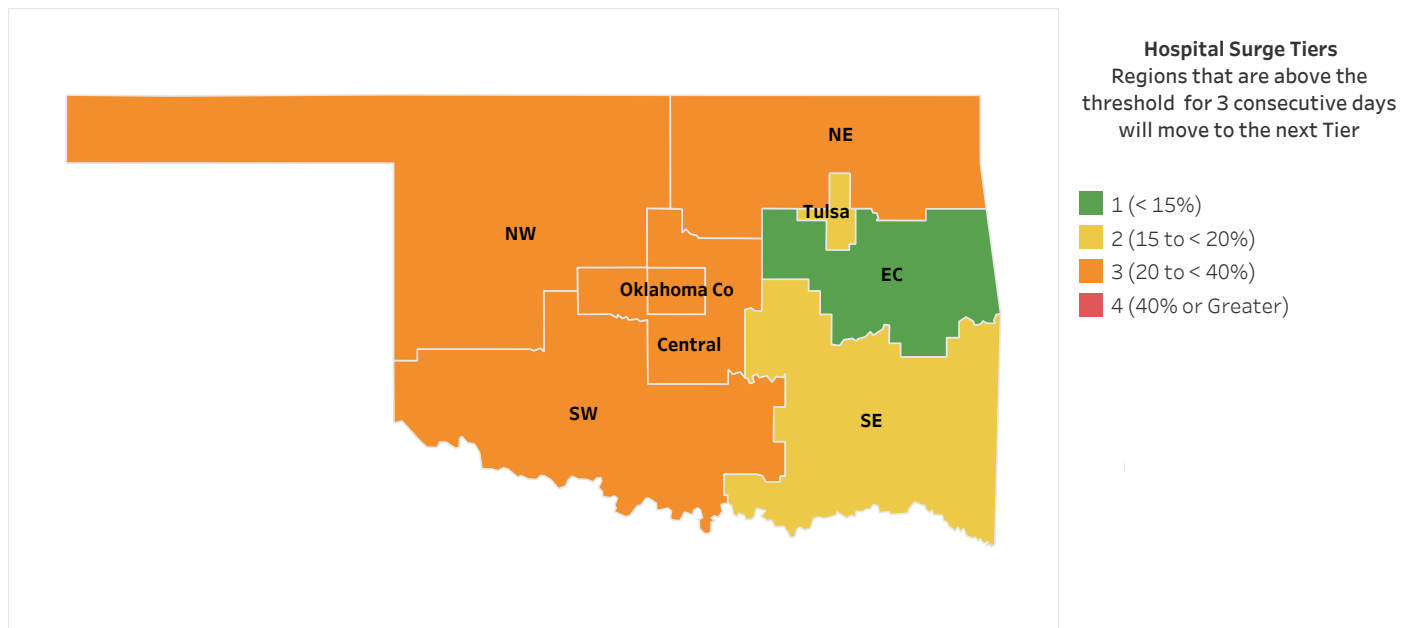 Hospital Surge Tiers
Regions that are above the
threshold for 3 consecutive days
will move to the next Tier
1 (< 15%)
2 (15 to < 20%)
3 (20 to < 40%)
4 (40% or Greater)
NE
Tulsa
NW
EC
Oklahoma Co
Central
SW
SE